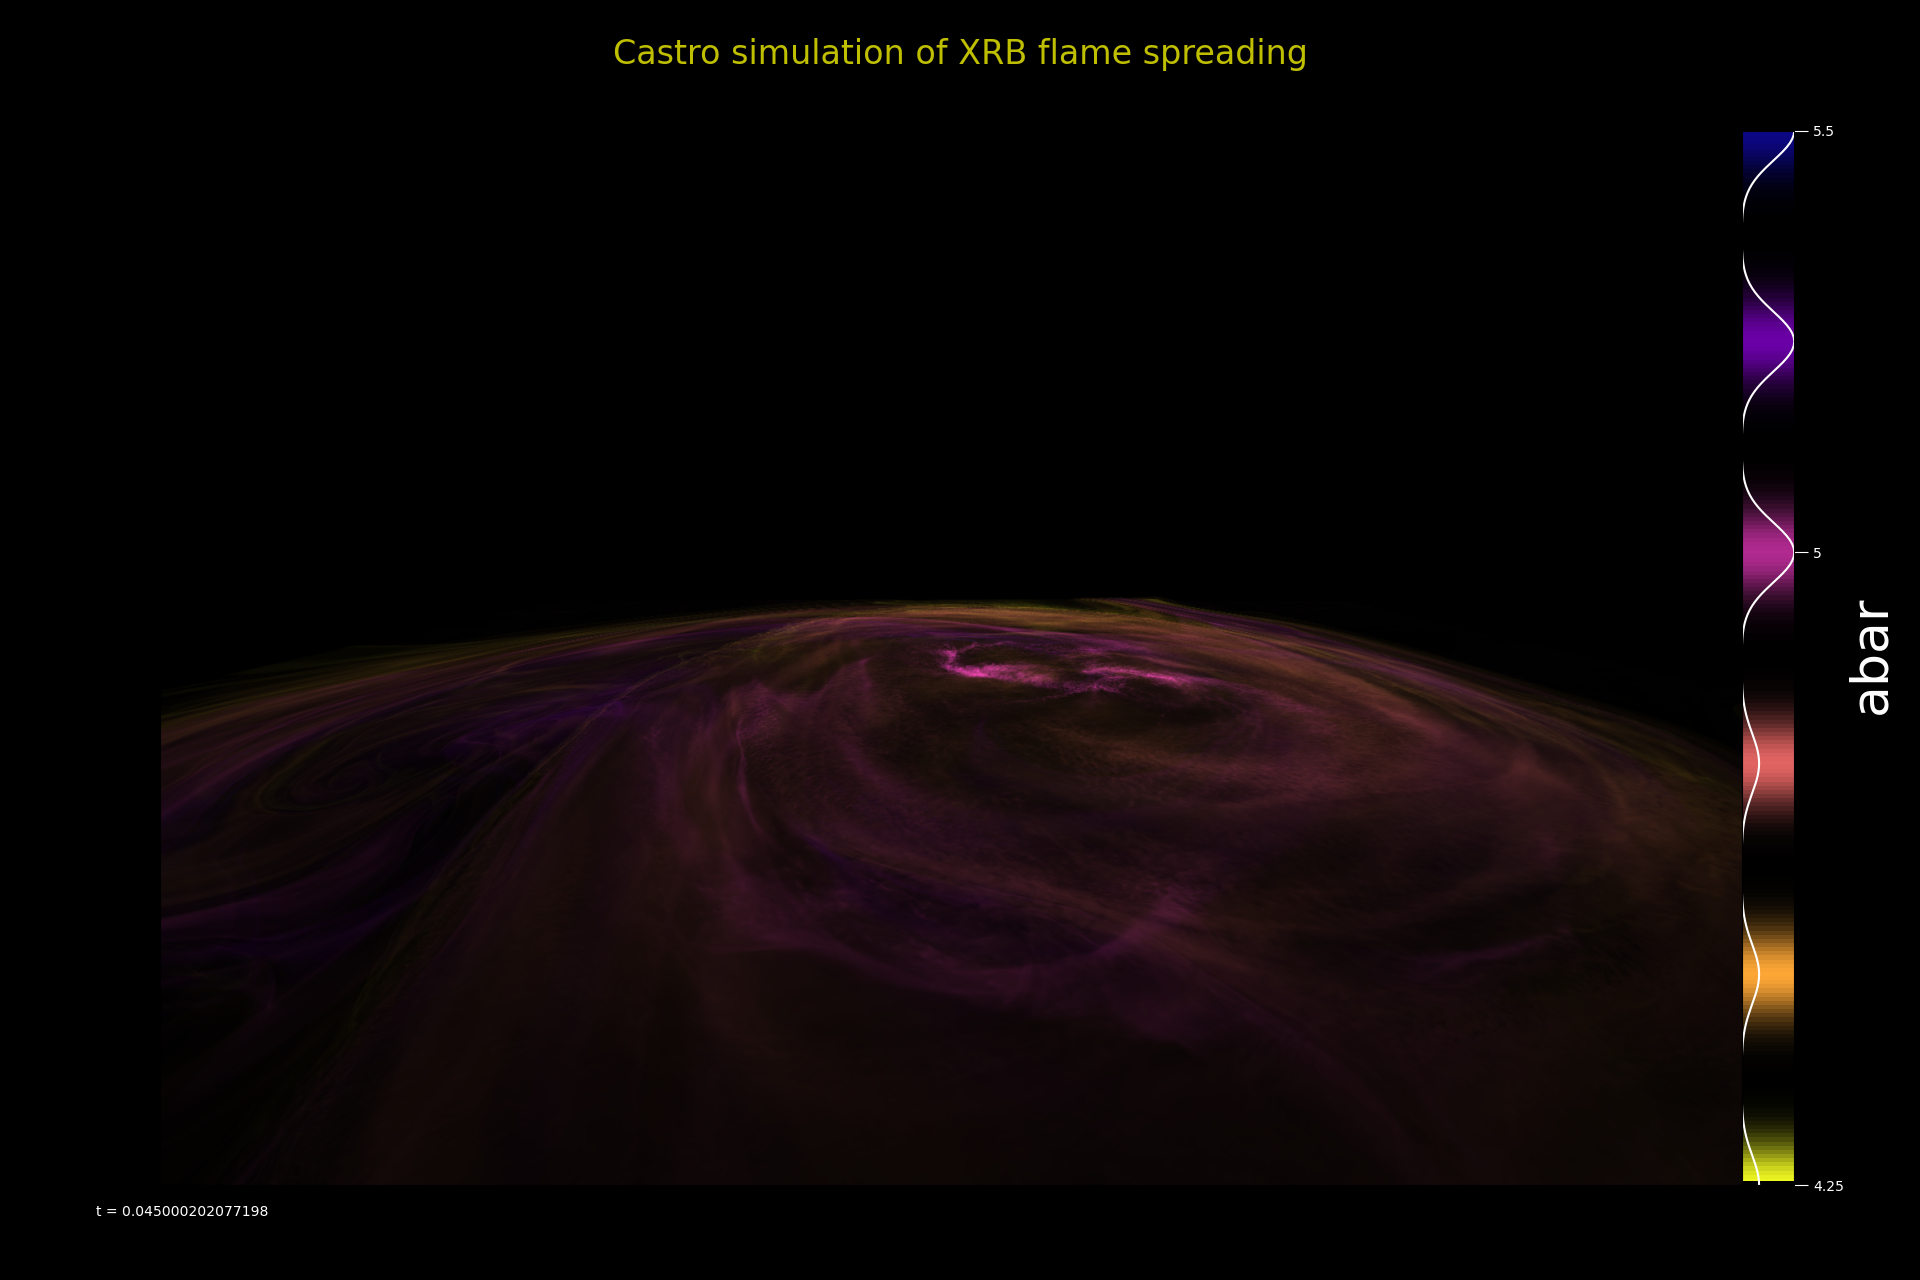 Castro simulation of XRB flame spreading
5.5
5
abar
4.25
t = 0.045000202077198